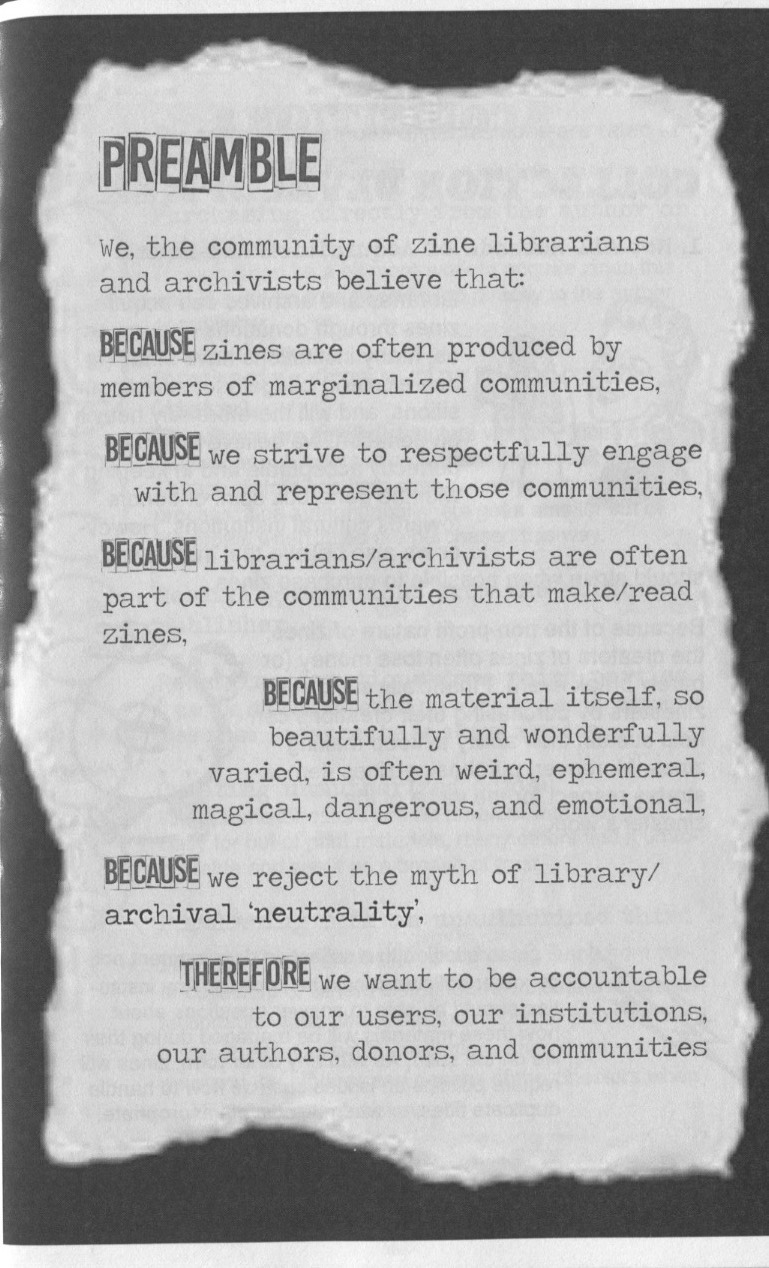 PREAMBLE
We, the community of zine librarians
and archivists believe that:
BECAUSE zines are often produced by
members of marginalized communities,
BECAUSE we strive to respectfully engage
with and represent those communities,
BECAUSE librarians/archivists are often
part of the communities that make/read
zines,
BECAUSE the material itself, so
beautifully and wonderfully
varied, is often weird, ephemeral,
magical, dangerous, and emotional,
BECAUSE we reject the myth of library/
archival ‘neutrality’,
THEREFORE we want to be accountable
to our users, our institutions,
our authors, donors, and communities